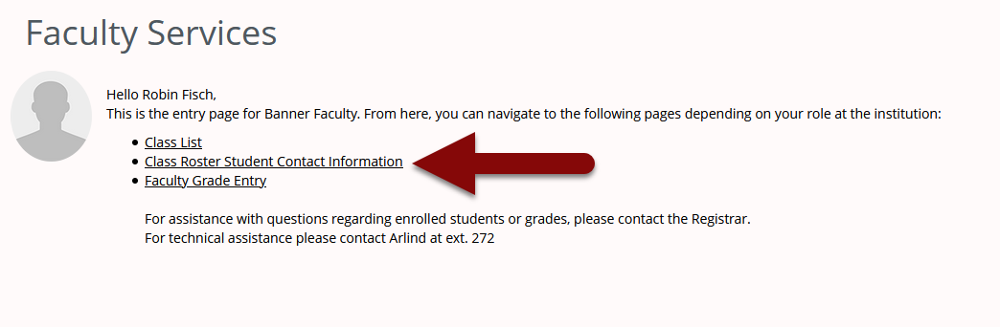 Faculty Services
Hello Robin Fisch,
This is the entry page for Banner Faculty. From here, you can navigate to the following pages depending on your role at the institution:
Class List
Class Roster Student Contact Information
Faculty Grade Entry
For assistance with questions regarding enrolled students or grades, please contact the Registrar.
For technical assistance please contact Arlind at ext. 272